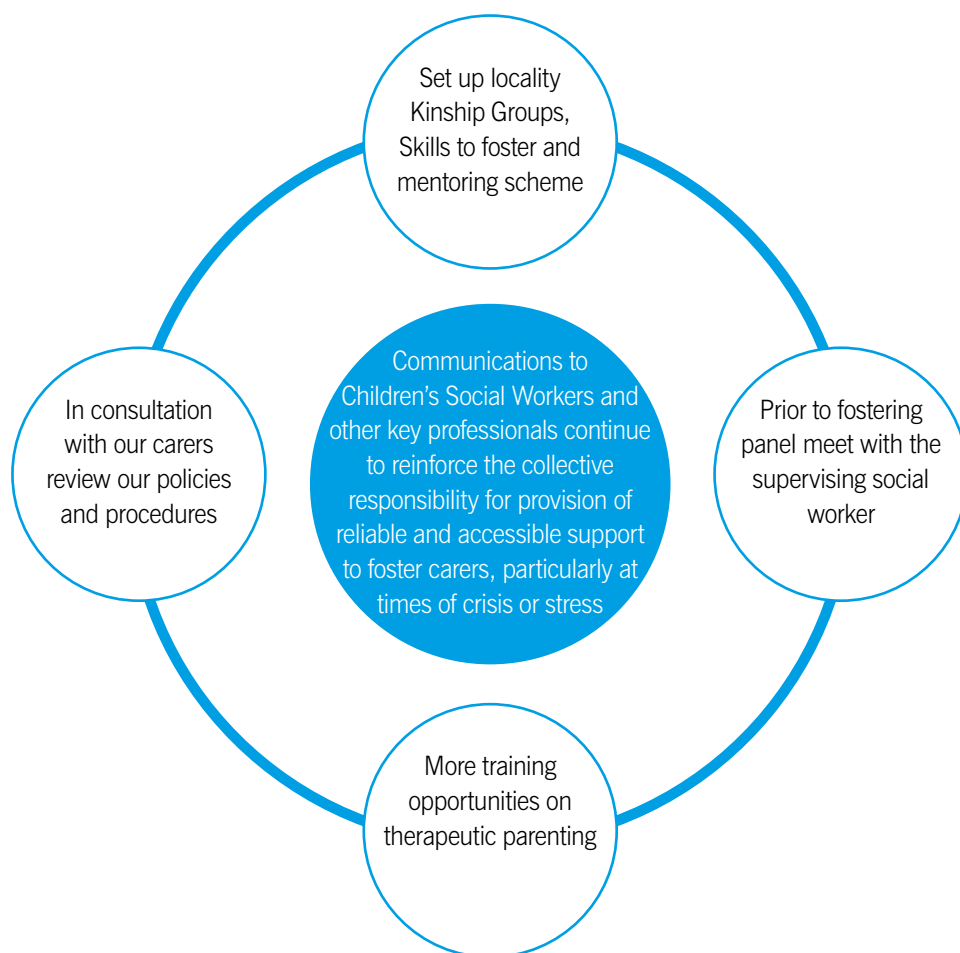 Set up locality
Kinship Groups,
Skills to foster and
mentoring scheme
Communications to
Children’s Social Workers and
other key professionals continue
to reinforce the collective
responsibility for provision of
reliable and accessible support
to foster carers, particularly at
times of crisis or stress
In consultation
with our carers
review our policies
and procedures
Prior to fostering
panel meet with the
supervising social
worker
More training
opportunities on
therapeutic parenting